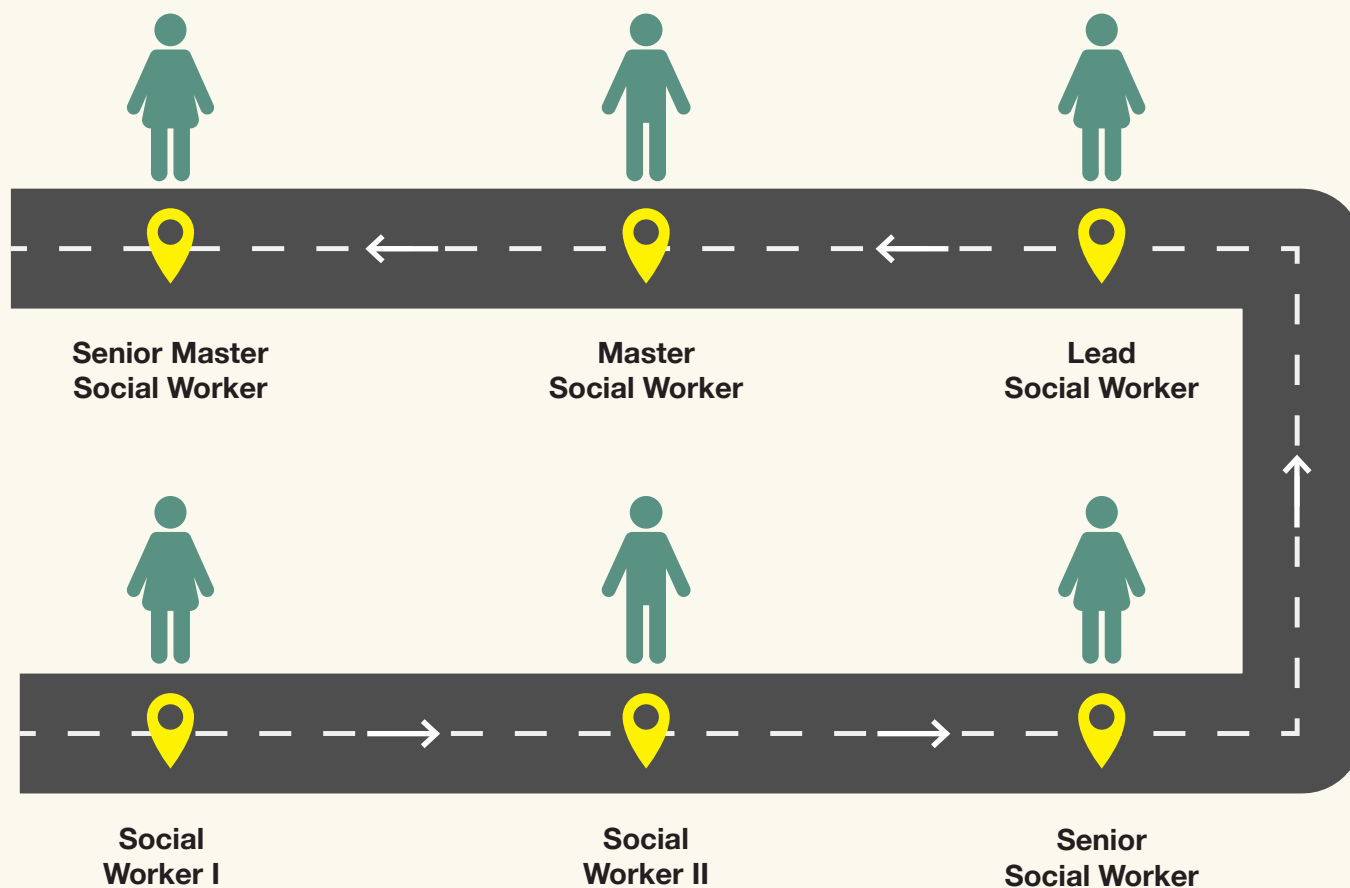 Senior Master
Social Worker
Master
Social Worker
Lead
Social Worker
Social
Worker I
Social
Worker II
Senior
Social Worker